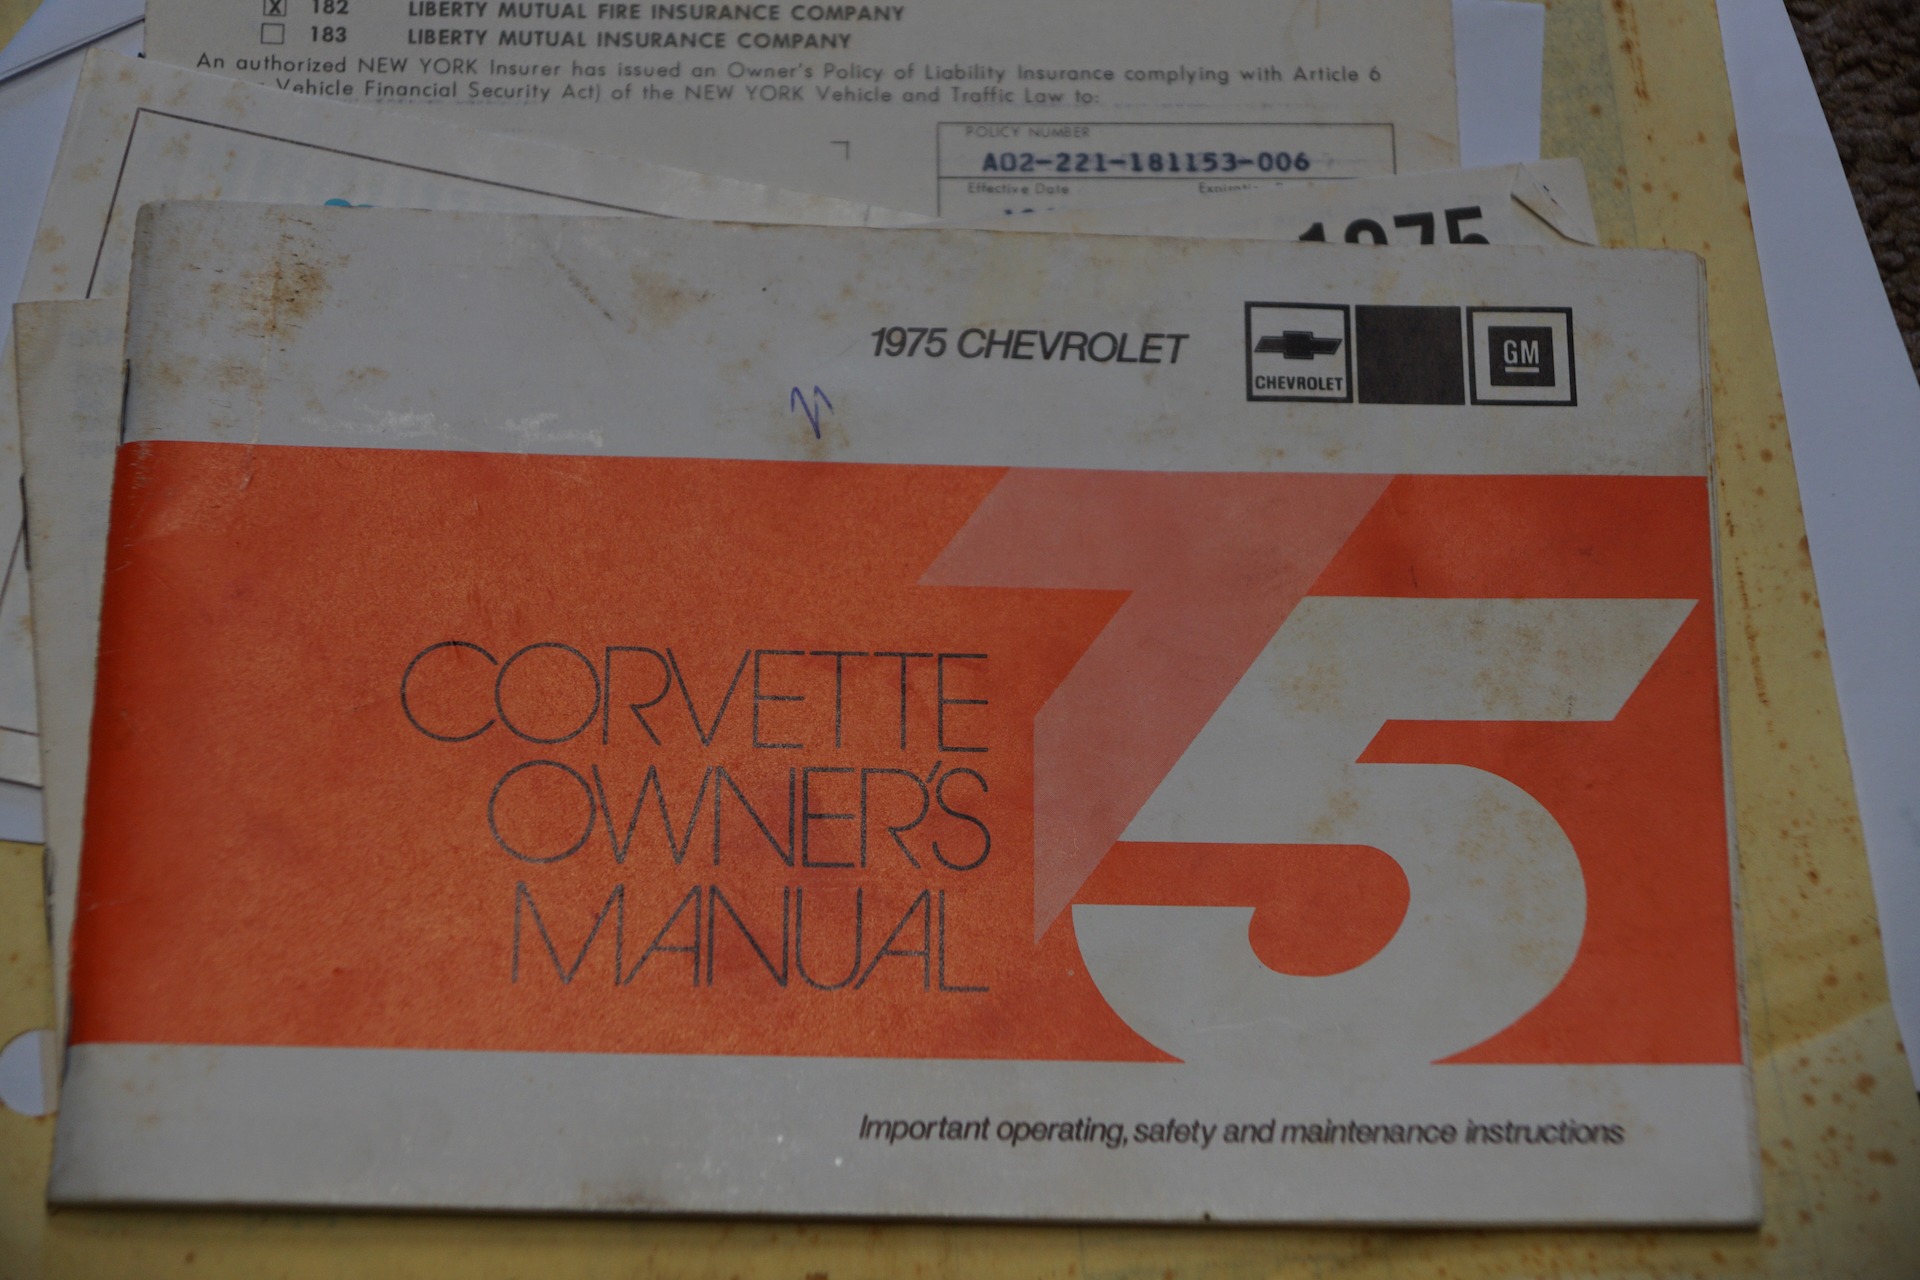 X 182 LIBERTY MUTUAL FIRE INSURANCE COMPANY
183 LIBERTY MUTUAL INSURANCE COMPANY
An authorized NEW YORK Insurer has issued an Owner's Policy of Liability Insurance complying with Article 6
Vehicle Financial Security Act) of the NEW YORK Vehicle and Traffic Law to:
POLICY NUMBER
A02-221-181153-006
Effective Date
1975
1975 CHEVROLET
CHEVROLET
GM
75
CORVETTE
OWNER'S
MANUAL
Important operating, safety and maintenance instructions